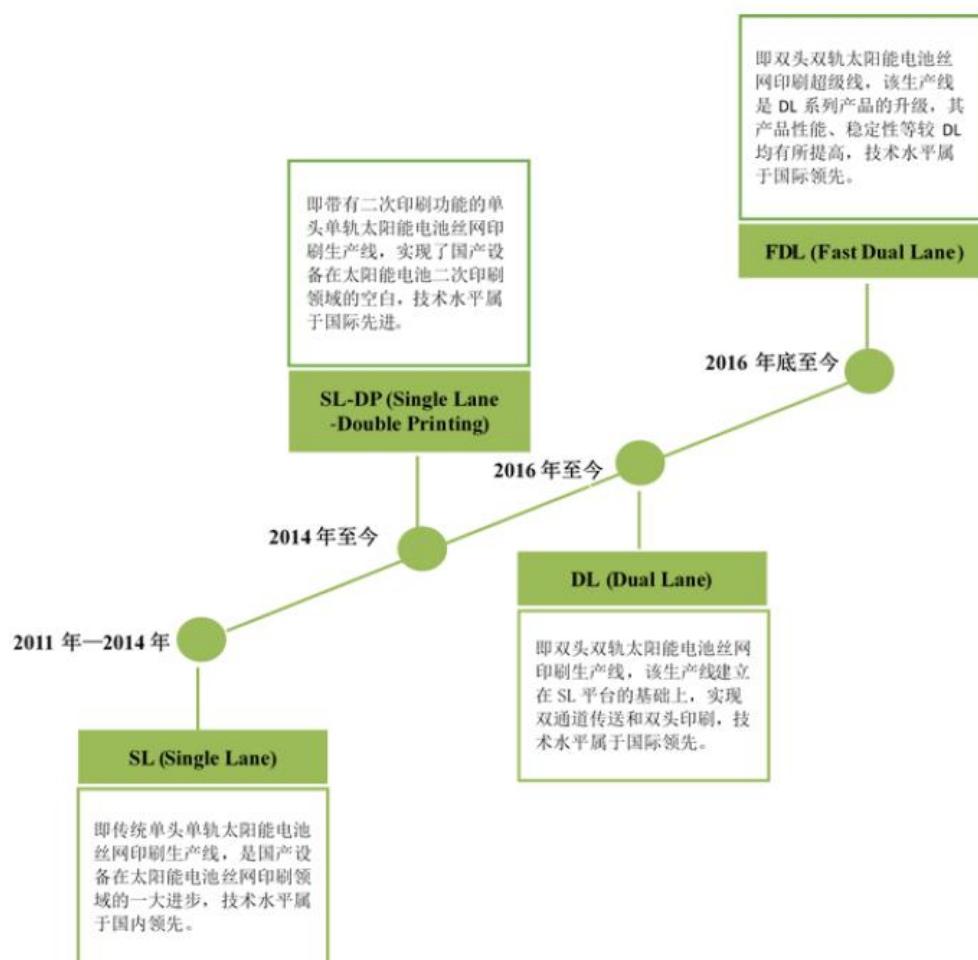 即双头双轨太阳能电池丝
网印刷超级线，该生产线
是 DL 系列产品的升级，其
产品性能、稳定性等较 DL
均有所提高，技术水平属
于国际领先。
FDL (Fast Dual Lane)
2016 年底至今
即带有二次印刷功能的单
头单轨太阳能电池丝网印
刷生产线，实现了国产设
备在太阳能电池二次印刷
领域的空白，技术水平属
于国际先进。
SL-DP (Single Lane
-Double Printing)
2016 年至今
2014 年至今
DL (Dual Lane)
即双头双轨太阳能电池丝网
印刷生产线，该生产线建立
在 SL 平台的基础上，实现
双通道传送和双头印刷，技
术水平属于国际领先。
2011 年—2014 年
SL (Single Lane)
即传统单头单轨太阳能电池
丝网印刷生产线，是国产设
备在太阳能电池丝网印刷领
域的一大进步，技术水平属
于国内领先。